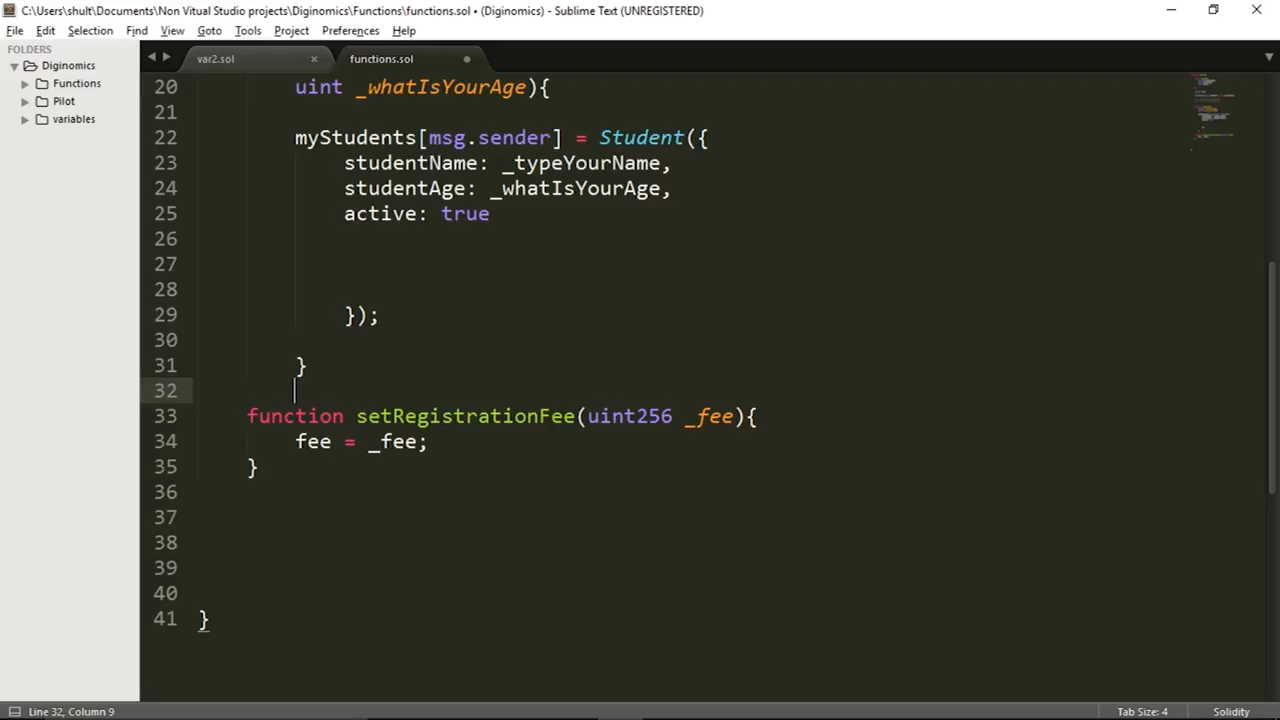 C:\Users\shult\Documents\Non Vitual Studio projects\Diginomics\Functions\functions.sol • (Diginomics) - Sublime Text (UNREGISTERED)
File Edit Selection Find View Goto Tools Project Preferences Help
FOLDERS
Diginomics
Functions
Pilot
variables
var2.sol × functions.sol
20 uint _whatIsYourAge){
21
22 myStudents[msg.sender] = Student({
23 studentName: _typeYourName,
24 studentAge: _whatIsYourAge,
25 active: true
26
27
28
29 });
30
31 }
32
33 function setRegistrationFee(uint256 _fee){
34 fee = _fee;
35 }
36
37
38
39
40
41 }
Line 32, Column 9 Tab Size: 4 Solidity